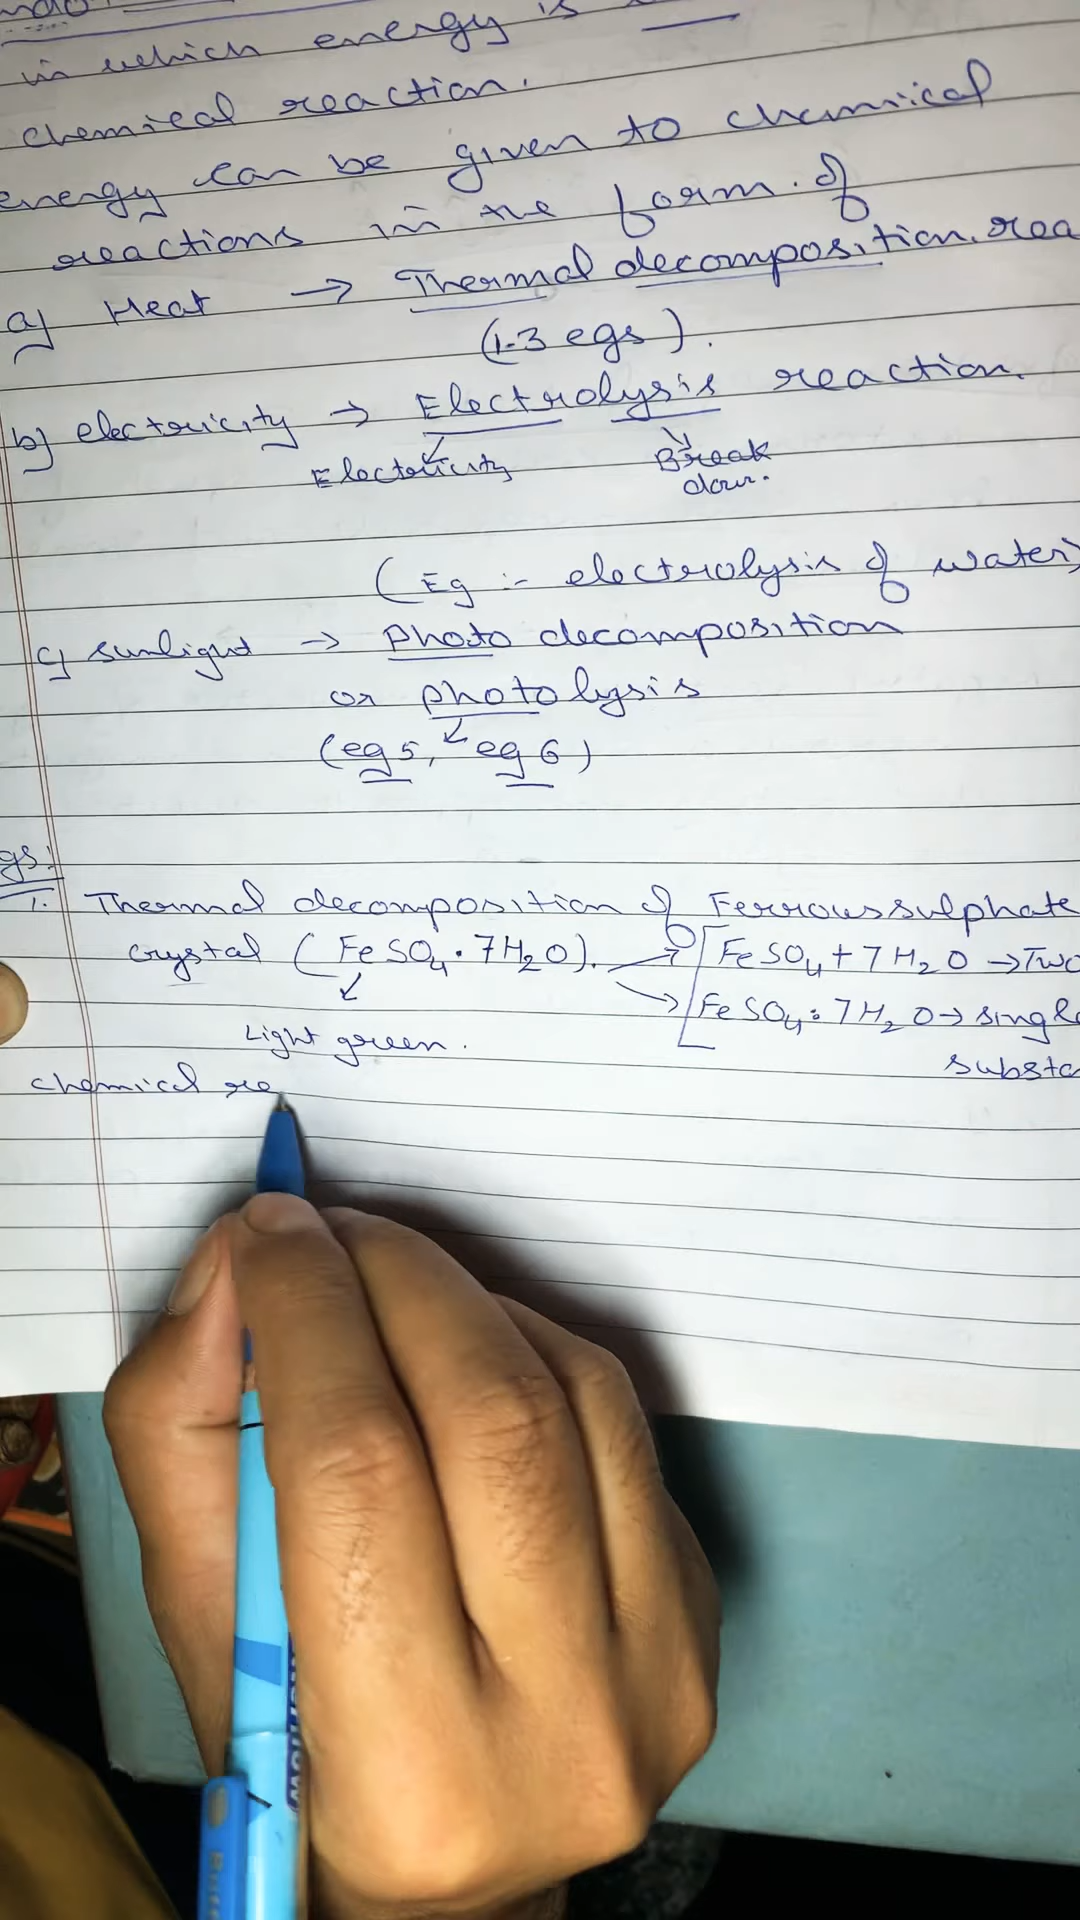 in which energy is
chemical reaction.
energy can be given to chemical
reactions in the form of
a) Heat → Thermal decomposition rea
(1-3 egs).
b) electricity → Electrolysis reaction.
Electricity Break
down.
(Eg :- electrolysis of water)
c) sunlight → Photo decomposition
or photolysis
(eg 5, eg 6)
gs:
1. Thermal decomposition of Ferrous sulphate
crystal (FeSO₄·7H₂O). → FeSO₄ + 7H₂O → Two
→ FeSO₄·7H₂O → single
Light green.
substa
chemical re